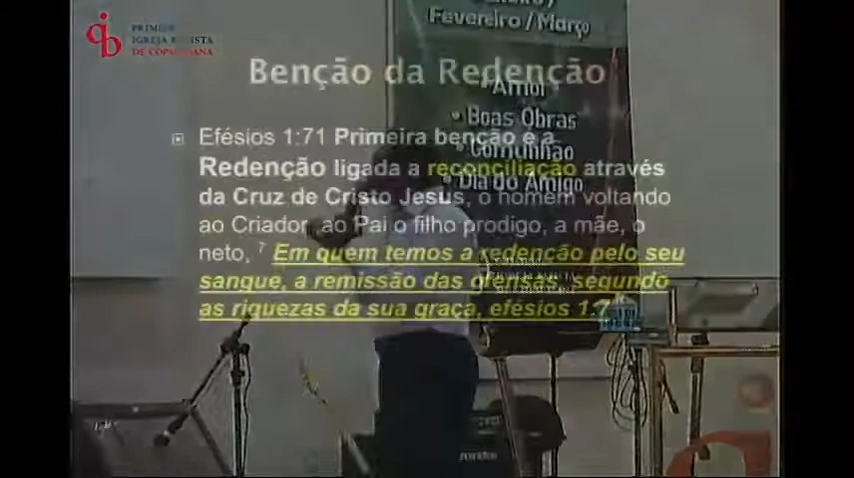 PRIMEIRA
IGREJA BATISTA
DE COPACABANA
Fevereiro / Março
Benção da Redenção
Amor
• Boas Obras
• Comunhão
• Dia do Amigo
Efésios 1:71 Primeira benção é a
Redenção ligada a reconciliação através
da Cruz de Cristo Jesus, o homem voltando
ao Criador, ao Pai o filho prodigo, a mãe, o
neto, 7 Em quem temos a redenção pelo seu
sangue, a remissão das ofensas, segundo
as riquezas da sua graça, efésios 1:7